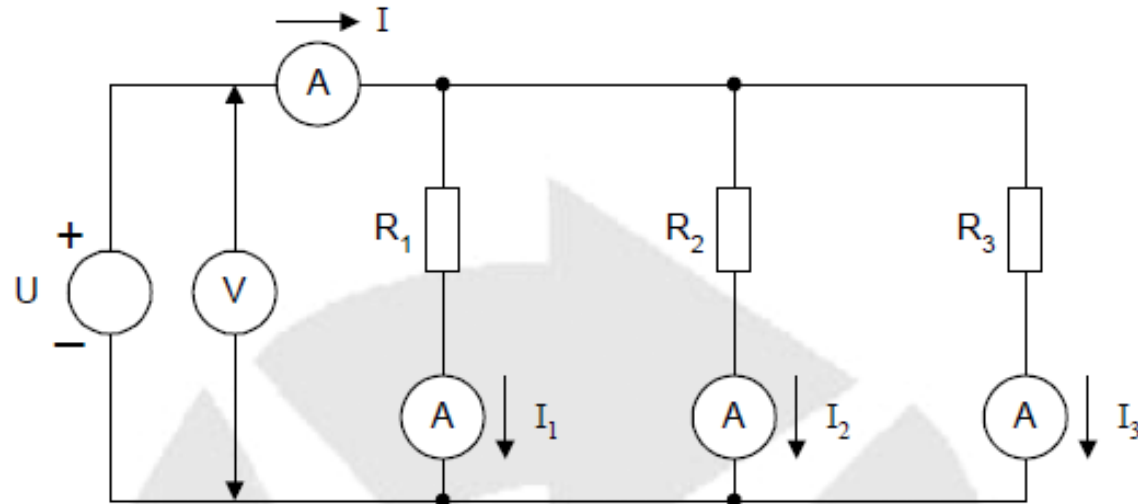 I
A
R₁ R₂ R₃
+
U V
−
A I₁ A I₂ A I₃